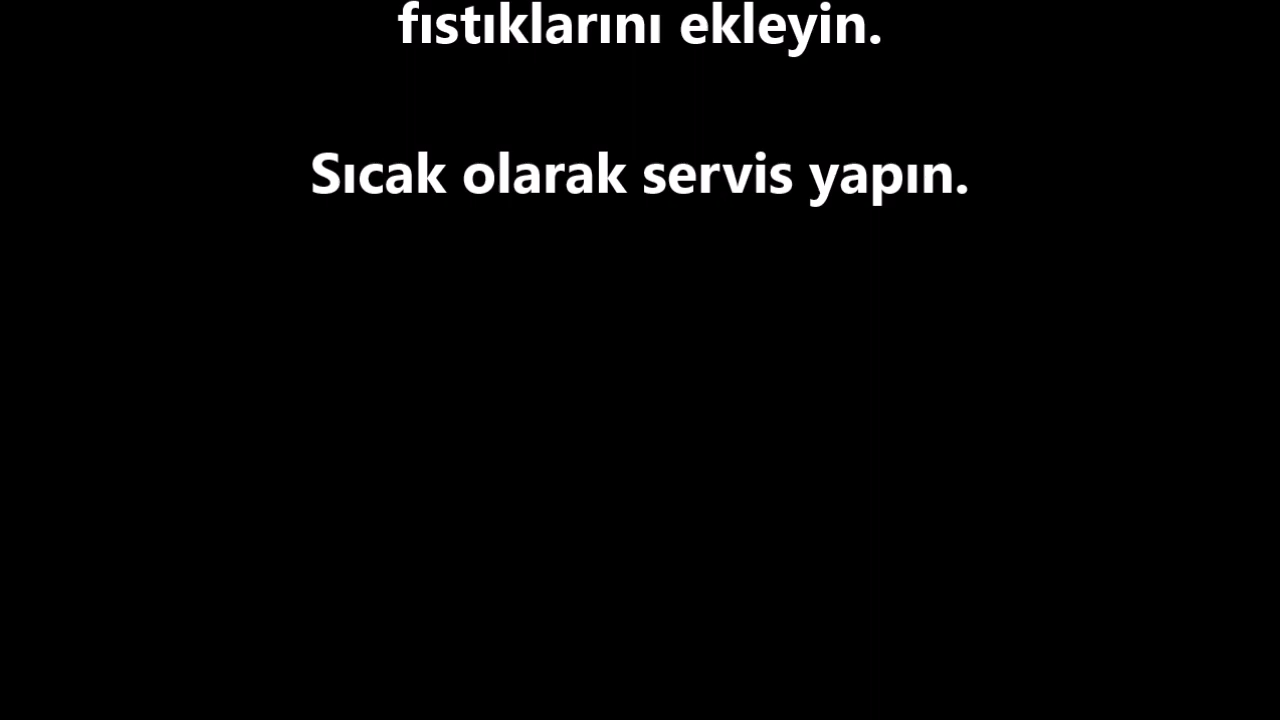 fıstıklarını ekleyin.
Sıcak olarak servis yapın.